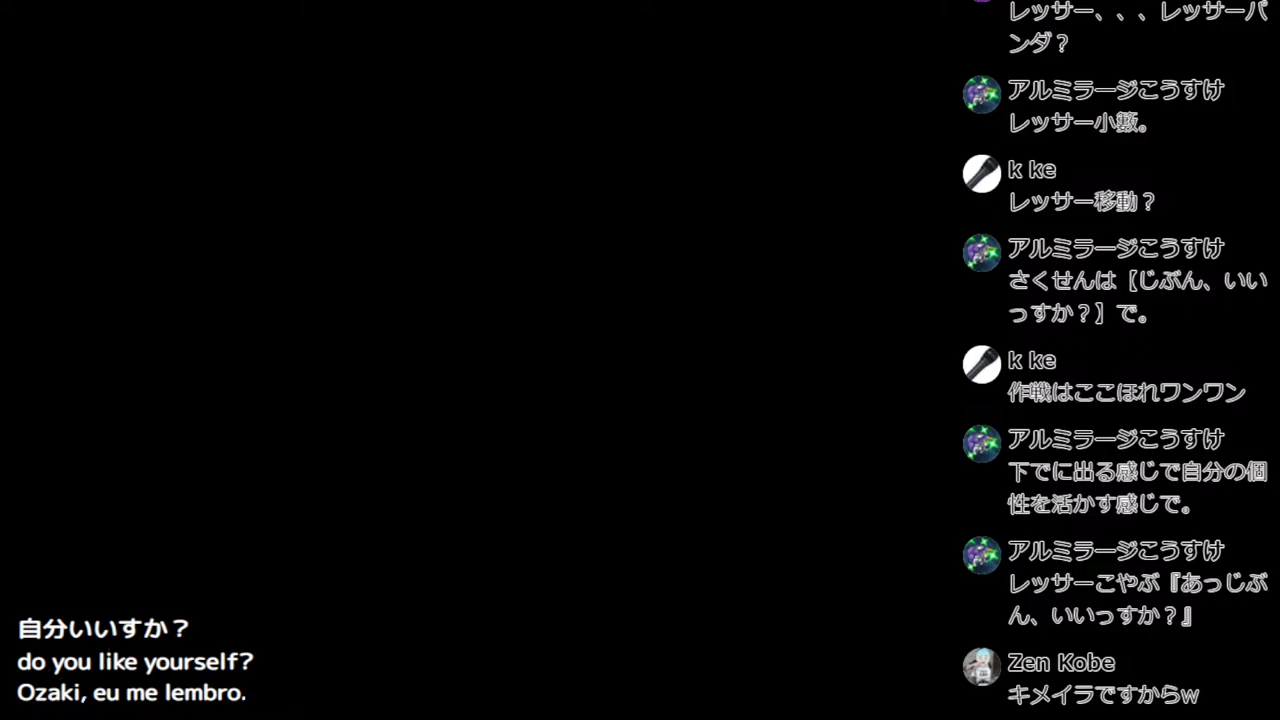 レッサー、、、レッサーパ
ンダ？
アルミラージこうすけ
レッサー小籔。
k ke
レッサー移動？
アルミラージこうすけ
さくせんは【じぶん、いい
っすか？】で。
k ke
作戦はここほれワンワン
アルミラージこうすけ
下でに出る感じで自分の個
性を活かす感じで。
アルミラージこうすけ
レッサーこやぶ『あっじぶ
ん、いいっすか？』
Zen Kobe
キメイラですからw
自分いいすか？
do you like yourself?
Ozaki, eu me lembro.